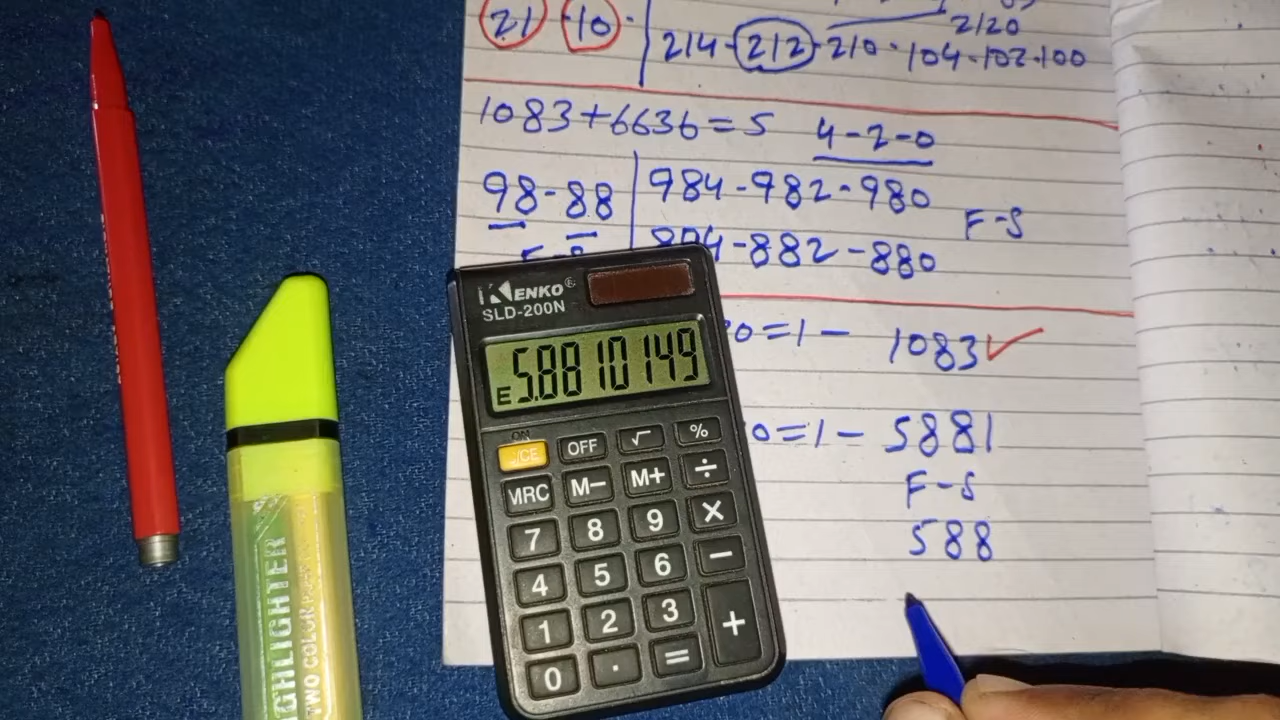 21 · 10 ·
2120
214 - 212 - 210 · 104 · 102 · 100
1083+6636=5 4-2-0
98-88 984-982-980
F-S
884-882-880
KENKO®
SLD-200N
E 5.8810149
0=1- 1083✓
0=1- 5881
F-S
588
ON
/CE OFF √ %
MRC M− M+ ÷
7 8 9 ×
4 5 6 −
1 2 3 +
0 · =
HIGHLIGHTER
TWO COLOR